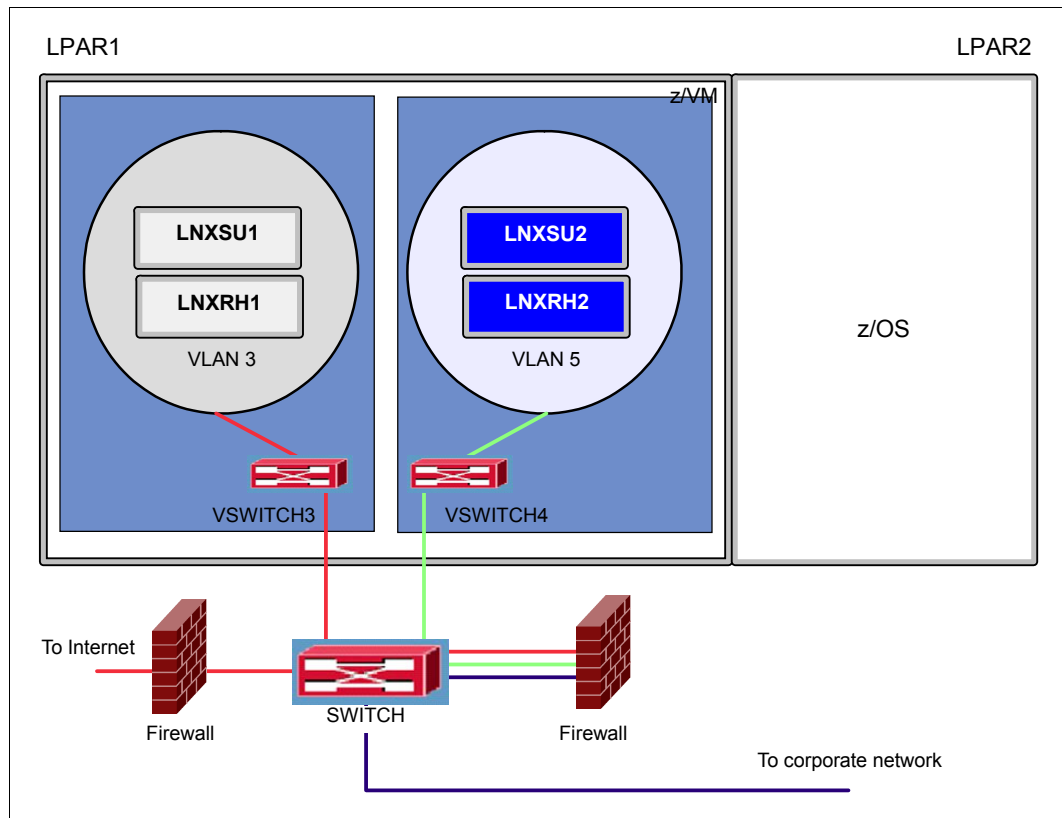 LPAR1
LPAR2
z/VM
LNXSU1
LNXRH1
VLAN 3
LNXSU2
LNXRH2
VLAN 5
z/OS
VSWITCH3
VSWITCH4
To Internet
Firewall
SWITCH
Firewall
To corporate network